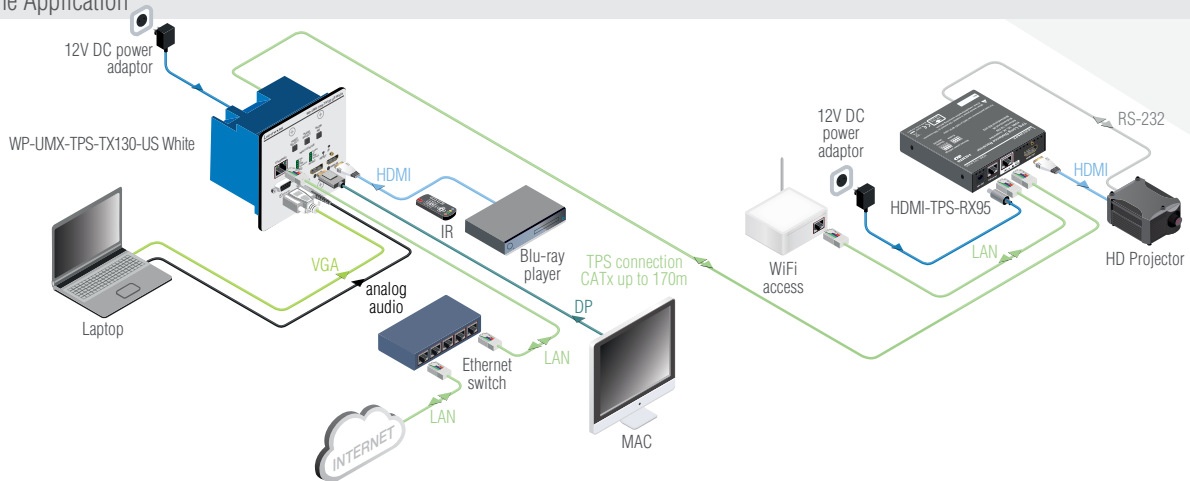 ne Application
12V DC power
adaptor
WP-UMX-TPS-TX130-US White
HDMI
IR
Blu-ray
player
VGA
analog
audio
Laptop
TPS connection
CATx up to 170m
DP
LAN
Ethernet
switch
LAN
INTERNET
MAC
WiFi
access
12V DC
power
adaptor
HDMI-TPS-RX95
LAN
RS-232
HDMI
HD Projector